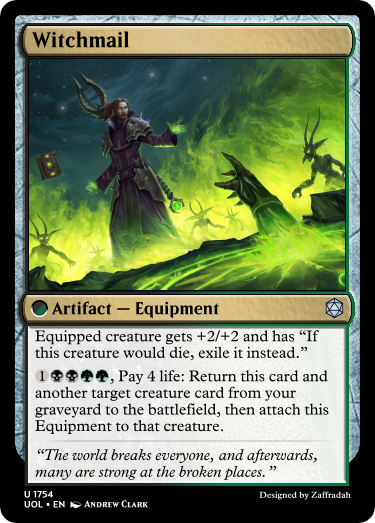 Witchmail
Artifact — Equipment
Equipped creature gets +2/+2 and has “If
this creature would die, exile it instead.”
1, Pay 4 life: Return this card and
another target creature card from your
graveyard to the battlefield, then attach this
Equipment to that creature.
“The world breaks everyone, and afterwards,
many are strong at the broken places.”
U 1754
UOL • EN Andrew Clark
Designed by Zaffradah